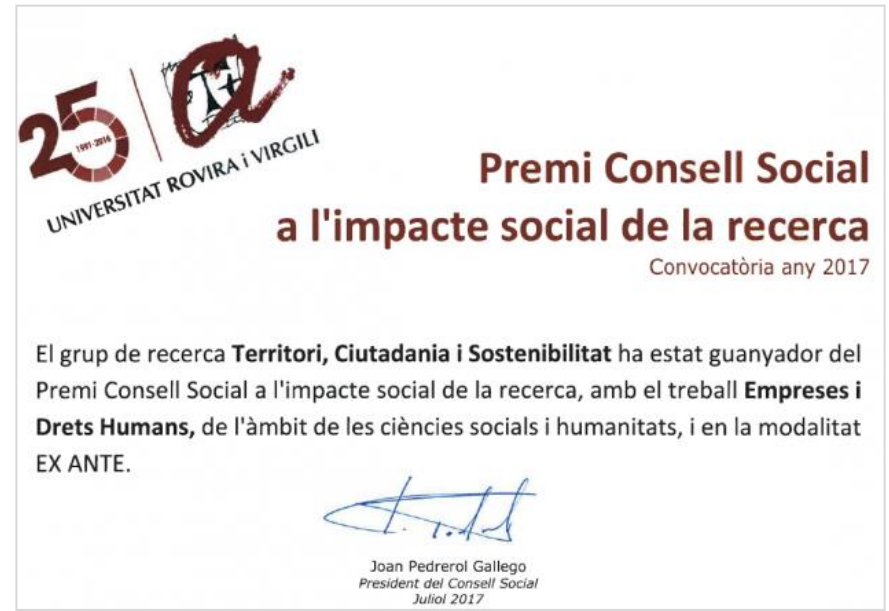 25
1991-2016
UNIVERSITAT ROVIRA i VIRGILI
Premi Consell Social
a l'impacte social de la recerca
Convocatòria any 2017
El grup de recerca Territori, Ciutadania i Sostenibilitat ha estat guanyador del
Premi Consell Social a l'impacte social de la recerca, amb el treball Empreses i
Drets Humans, de l'àmbit de les ciències socials i humanitats, i en la modalitat
EX ANTE.
Joan Pedrerol Gallego
President del Consell Social
Juliol 2017